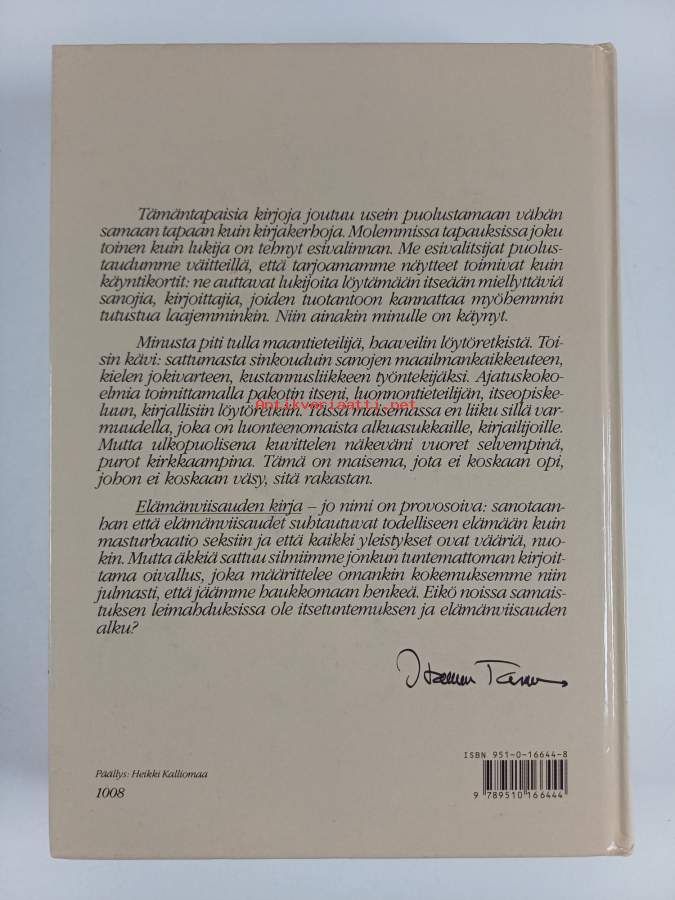 Tämäntapaisia kirjoja joutuu usein puolustamaan vähän
samaan tapaan kuin kirjakerhoja. Molemmissa tapauksissa joku
toinen kuin lukija on tehnyt esivalinnan. Me esivalitsijat puolus-
taudumme väitteillä, että tarjoamamme näytteet toimivat kuin
käyntikortit: ne auttavat lukijoita löytämään itseään miellyttäviä
sanojia, kirjoittajia, joiden tuotantoon kannattaa myöhemmin
tutustua laajemminkin. Niin ainakin minulle on käynyt.
Minusta piti tulla maantieteilijä, haaveilin löytöretkistä. Toi-
sin kävi: sattumasta sinkouduin sanojen maailmankaikkeuteen,
kielen jokivarteen, kustannusliikkeen työntekijäksi. Ajatuskoko-
elmia toimittamalla pakotin itseni, luonnontieteilijän, itseopiske-
luun, kirjallisiin löytöretkiin. Tässä maisemassa en liiku sillä var-
muudella, joka on luonteenomaista alkuasukkaille, kirjailijoille.
Mutta ulkopuolisena kuvittelen näkeväni vuoret selvempinä,
purot kirkkaampina. Tämä on maisema, jota ei koskaan opi,
johon ei koskaan väsy, sitä rakastan.
Elämänviisauden kirja – jo nimi on provosoiva: sanotaan-
han että elämänviisaudet suhtautuvat todelliseen elämään kuin
masturbaatio seksiin ja että kaikki yleistykset ovat vääriä, nuo-
kin. Mutta äkkiä sattuu silmiimme jonkun tuntemattoman kirjoit-
tama oivallus, joka määrittelee omankin kokemuksemme niin
julmasti, että jäämme haukkomaan henkeä. Eikö noissa samais-
tuksen leimahduksissa ole itsetuntemuksen ja elämänviisauden
alku?
ISBN 951-0-16644-8
Päällys: Heikki Kalliomaa
1008
9 789510 166444
Antikvariaatti.net